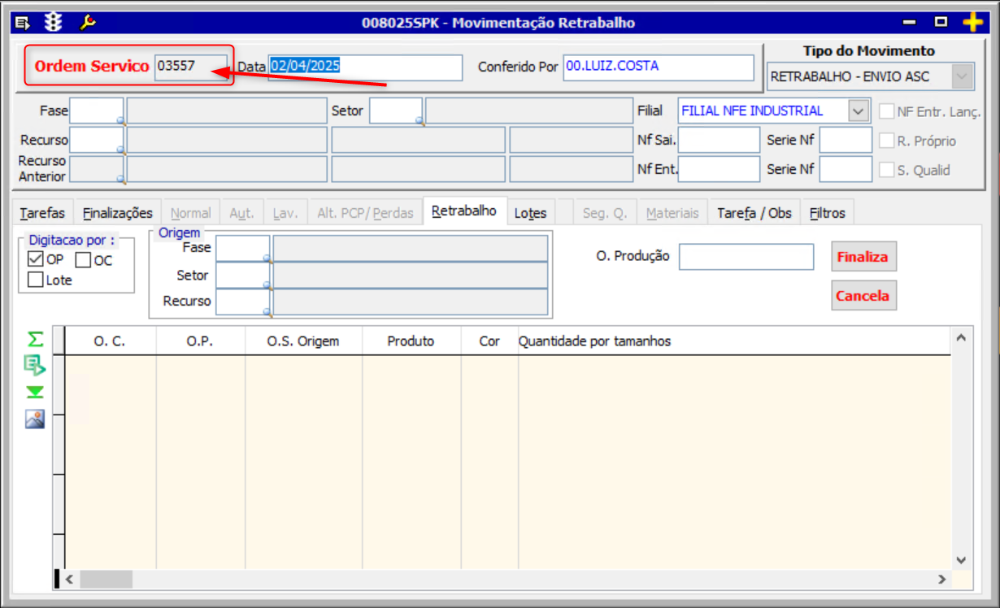 008025SPK - Movimentação Retrabalho
Ordem Servico 03557 Data 02/04/2025 Conferido Por 00.LUIZ.COSTA
Tipo do Movimento
RETRABALHO - ENVIO ASC
Fase Setor Filial FILIAL NFE INDUSTRIAL NF Entr. Lanç.
Recurso Nf Sai. Serie Nf R. Próprio
Recurso
Anterior Nf Ent. Serie Nf S. Qualid
Tarefas Finalizações Normal Aut. Lav. Alt. PCP/Perdas Retrabalho Lotes Seg. Q. Materiais Tarefa / Obs Filtros
Digitacao por :
OP OC
Lote
Origem
Fase
Setor
Recurso
O. Produção
Finaliza
Cancela
O. C. O.P. O.S. Origem Produto Cor Quantidade por tamanhos